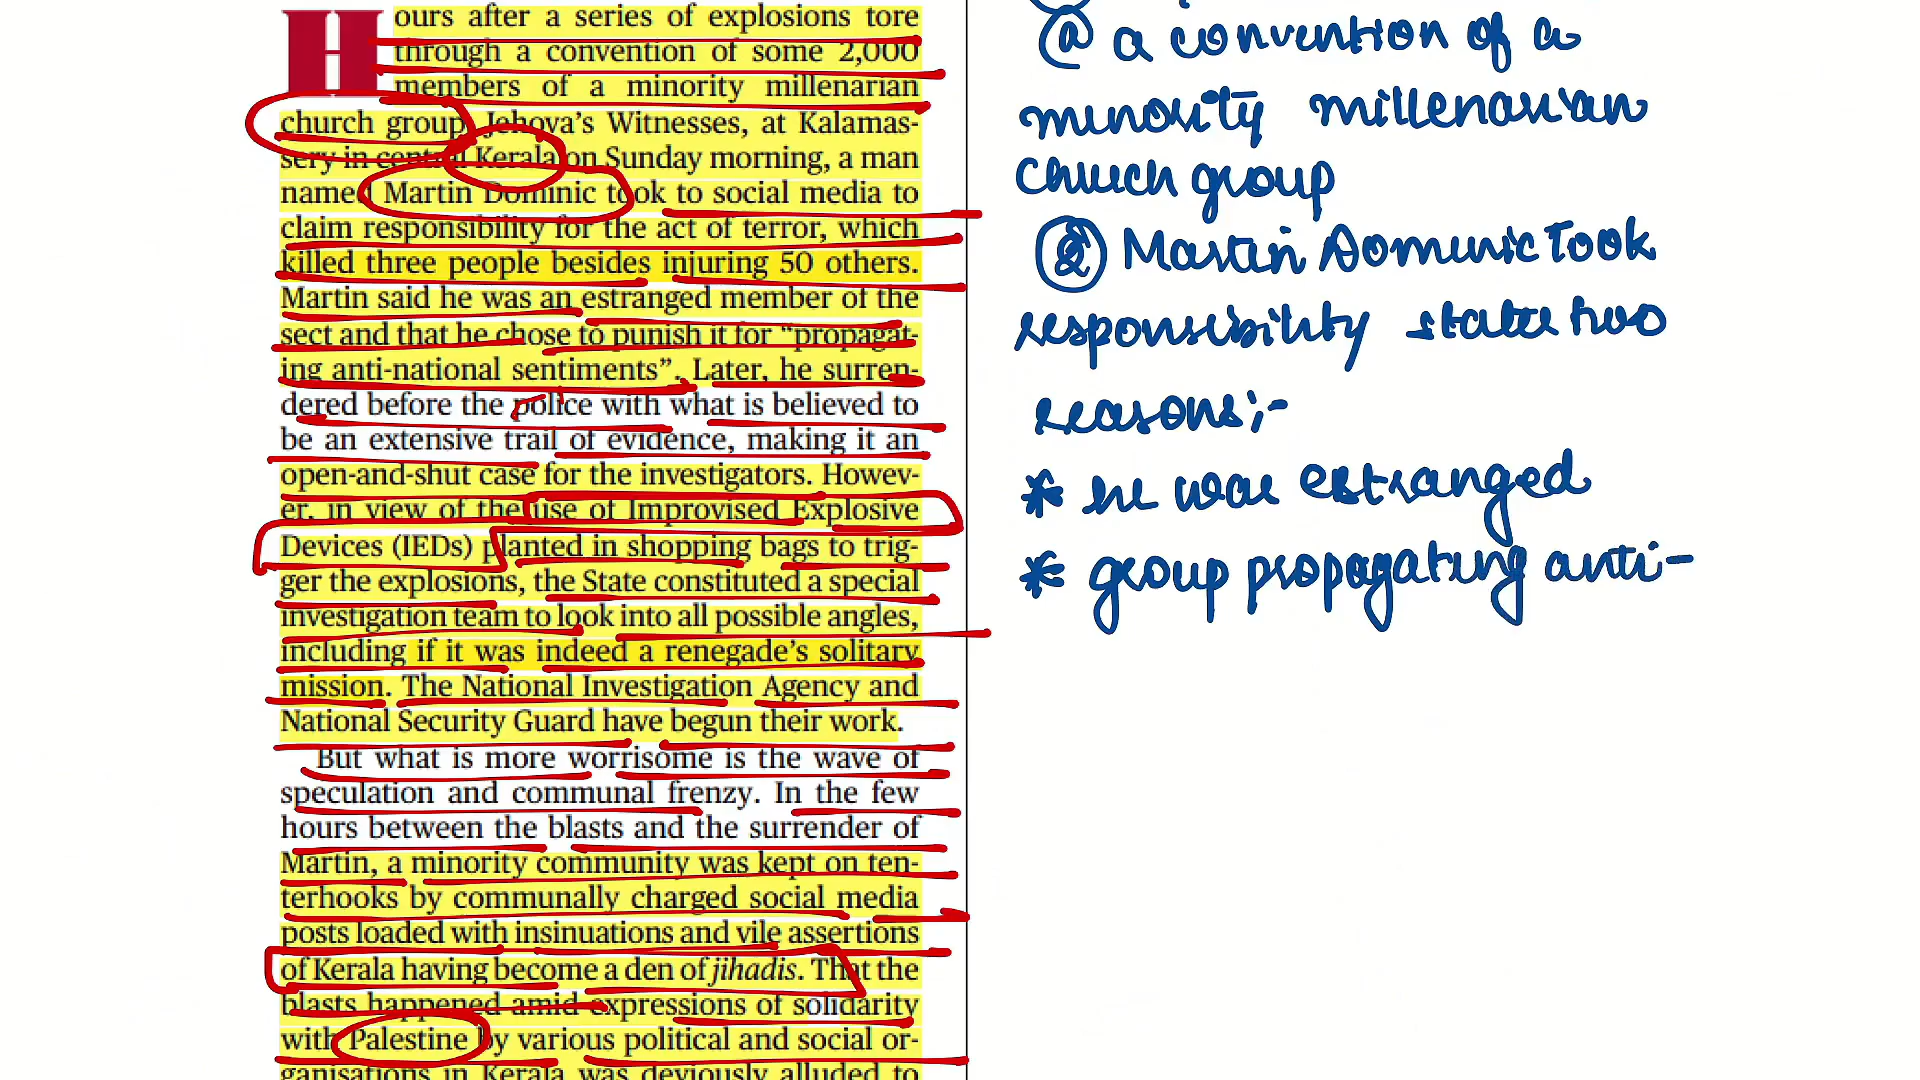 Hours after a series of explosions tore
through a convention of some 2,000
members of a minority millenarian
church group, Jehova's Witnesses, at Kalamas-
sery in central Kerala on Sunday morning, a man
named Martin Dominic took to social media to
claim responsibility for the act of terror, which
killed three people besides injuring 50 others.
Martin said he was an estranged member of the
sect and that he chose to punish it for "propagat-
ing anti-national sentiments". Later, he surren-
dered before the police with what is believed to
be an extensive trail of evidence, making it an
open-and-shut case for the investigators. Howev-
er, in view of the use of Improvised Explosive
Devices (IEDs) planted in shopping bags to trig-
ger the explosions, the State constituted a special
investigation team to look into all possible angles,
including if it was indeed a renegade's solitary
mission. The National Investigation Agency and
National Security Guard have begun their work.
But what is more worrisome is the wave of
speculation and communal frenzy. In the few
hours between the blasts and the surrender of
Martin, a minority community was kept on ten-
terhooks by communally charged social media
posts loaded with insinuations and vile assertions
of Kerala having become a den of jihadis. That the
blasts happened amid expressions of solidarity
with Palestine by various political and social or-
ganisations in Kerala was deviously alluded to
a convention of a
minority millenarian
church group
② Martin Domunic Took
responsibility state two
reasons;-
* he was estranged
* group propagating anti-